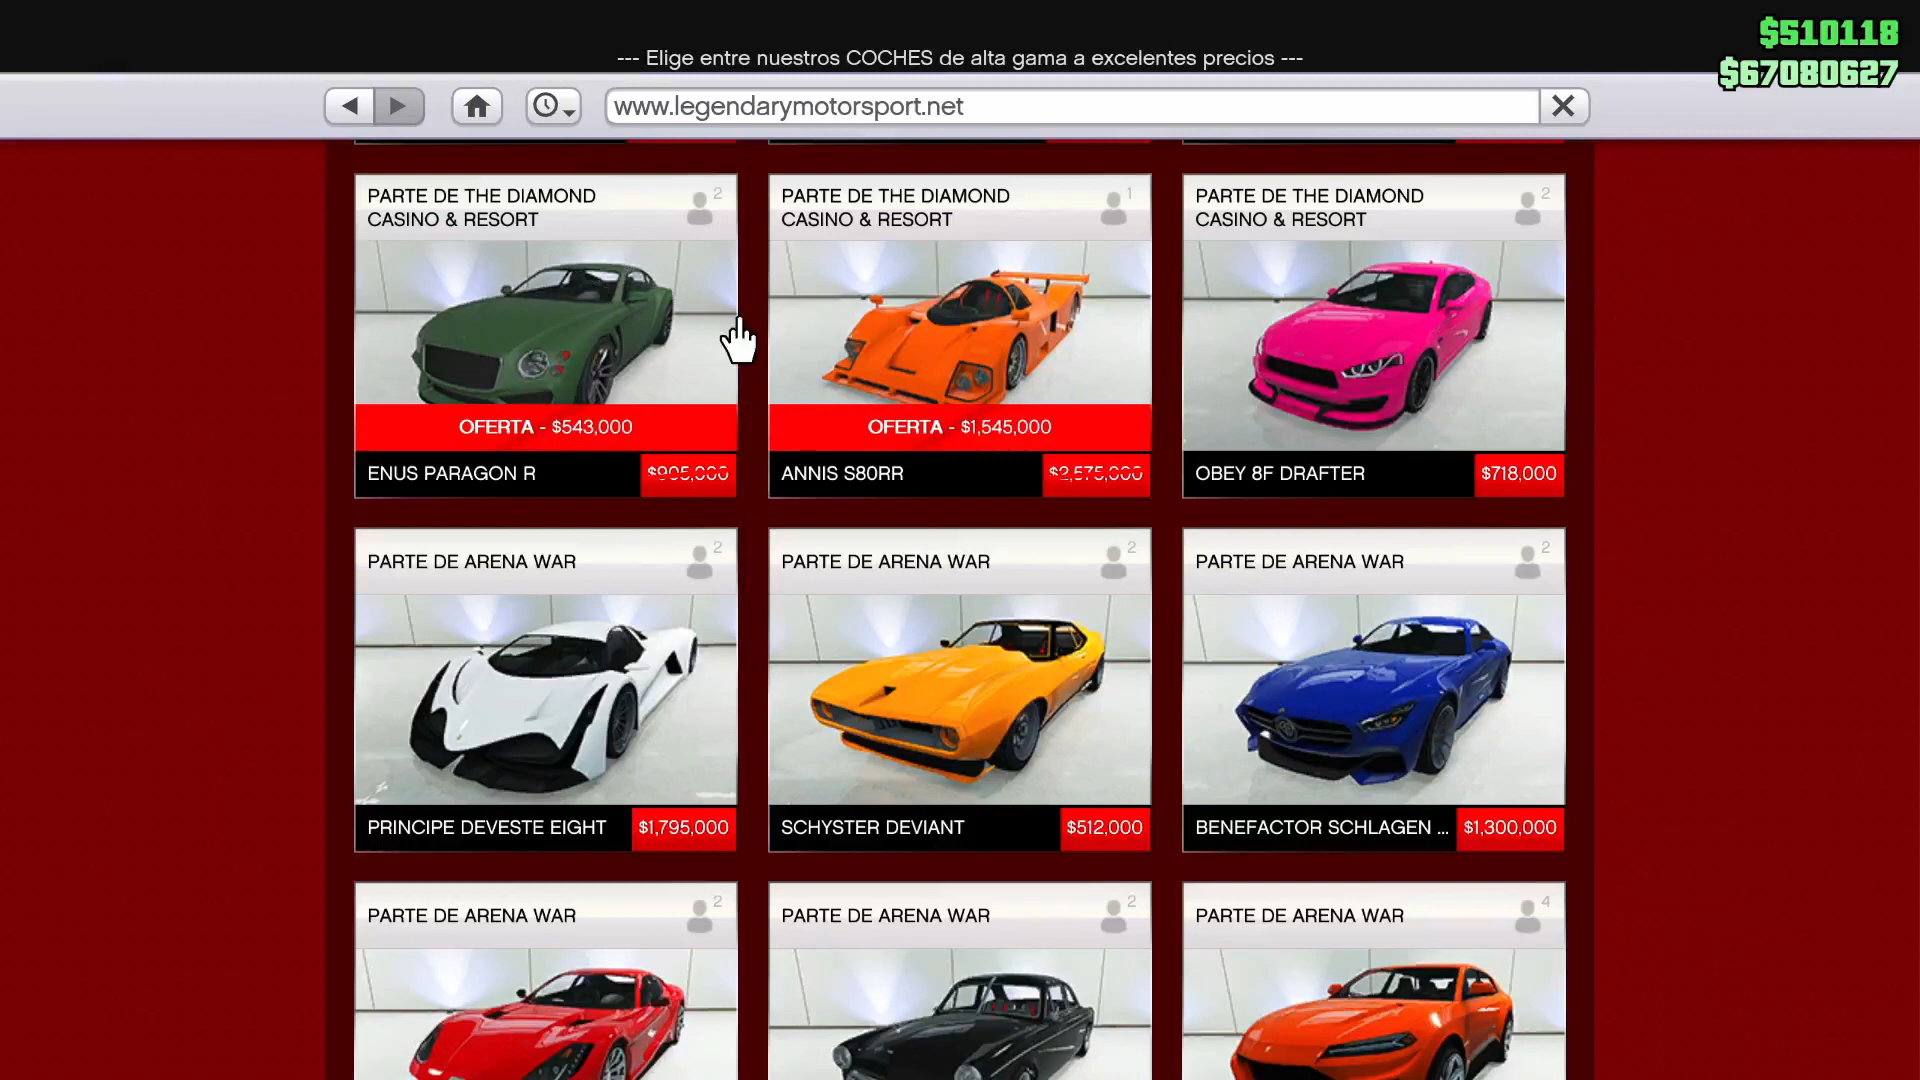 $510118
--- Elige entre nuestros COCHES de alta gama a excelentes precios ---
$67080627
www.legendarymotorsport.net
PARTE DE THE DIAMOND
CASINO & RESORT
2
PARTE DE THE DIAMOND
CASINO & RESORT
1
PARTE DE THE DIAMOND
CASINO & RESORT
2
OFERTA - $543,000
OFERTA - $1,545,000
ENUS PARAGON R
$905,000
ANNIS S80RR
$2,575,000
OBEY 8F DRAFTER
$718,000
PARTE DE ARENA WAR
2
PARTE DE ARENA WAR
2
PARTE DE ARENA WAR
2
PRINCIPE DEVESTE EIGHT
$1,795,000
SCHYSTER DEVIANT
$512,000
BENEFACTOR SCHLAGEN ...
$1,300,000
PARTE DE ARENA WAR
2
PARTE DE ARENA WAR
2
PARTE DE ARENA WAR
4